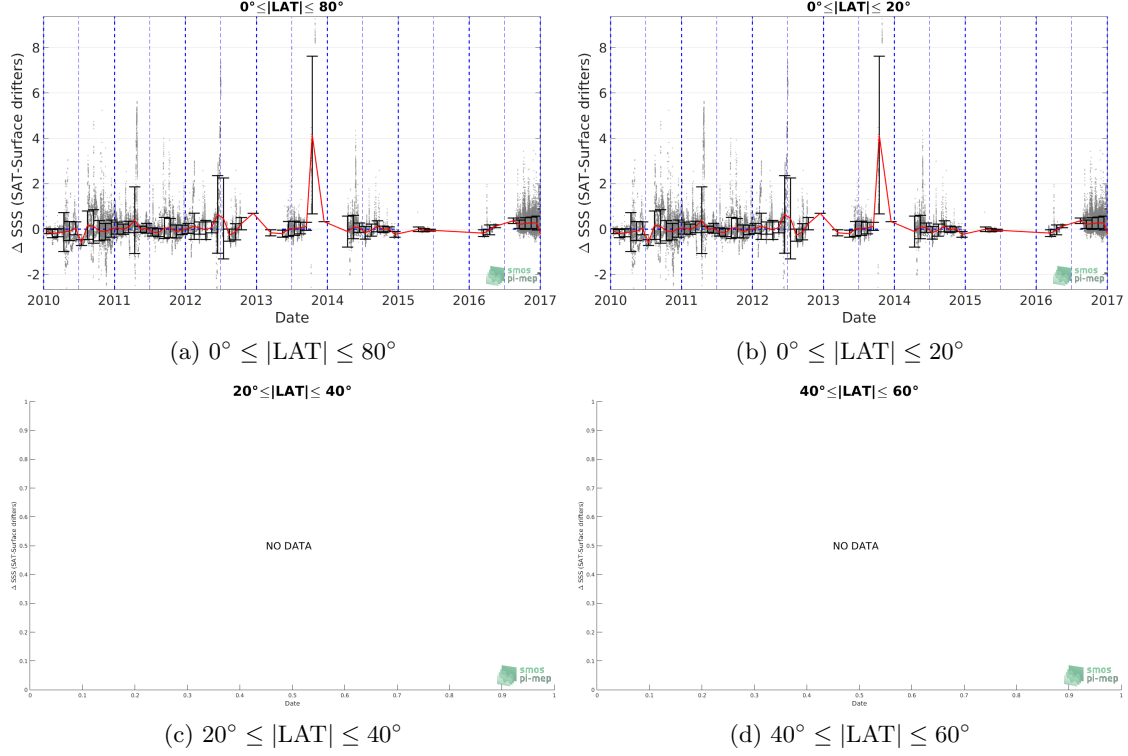 0°≤|LAT|≤ 80°
8
6
4
2
0
-2
Δ SSS (SAT-Surface drifters)
2010 2011 2012 2013 2014 2015 2016 2017
Date
smos
pi-mep
(a) 0° ≤ |LAT| ≤ 80°
0°≤|LAT|≤ 20°
8
6
4
2
0
-2
Δ SSS (SAT-Surface drifters)
2010 2011 2012 2013 2014 2015 2016 2017
Date
smos
pi-mep
(b) 0° ≤ |LAT| ≤ 20°
20°≤|LAT|≤ 40°
1
0.9
0.8
0.7
0.6
0.5
0.4
0.3
0.2
0.1
0
Δ SSS (SAT-Surface drifters)
NO DATA
0 0.1 0.2 0.3 0.4 0.5 0.6 0.7 0.8 0.9 1
Date
smos
pi-mep
(c) 20° ≤ |LAT| ≤ 40°
40°≤|LAT|≤ 60°
1
0.9
0.8
0.7
0.6
0.5
0.4
0.3
0.2
0.1
0
Δ SSS (SAT-Surface drifters)
NO DATA
0 0.1 0.2 0.3 0.4 0.5 0.6 0.7 0.8 0.9 1
Date
smos
pi-mep
(d) 40° ≤ |LAT| ≤ 60°